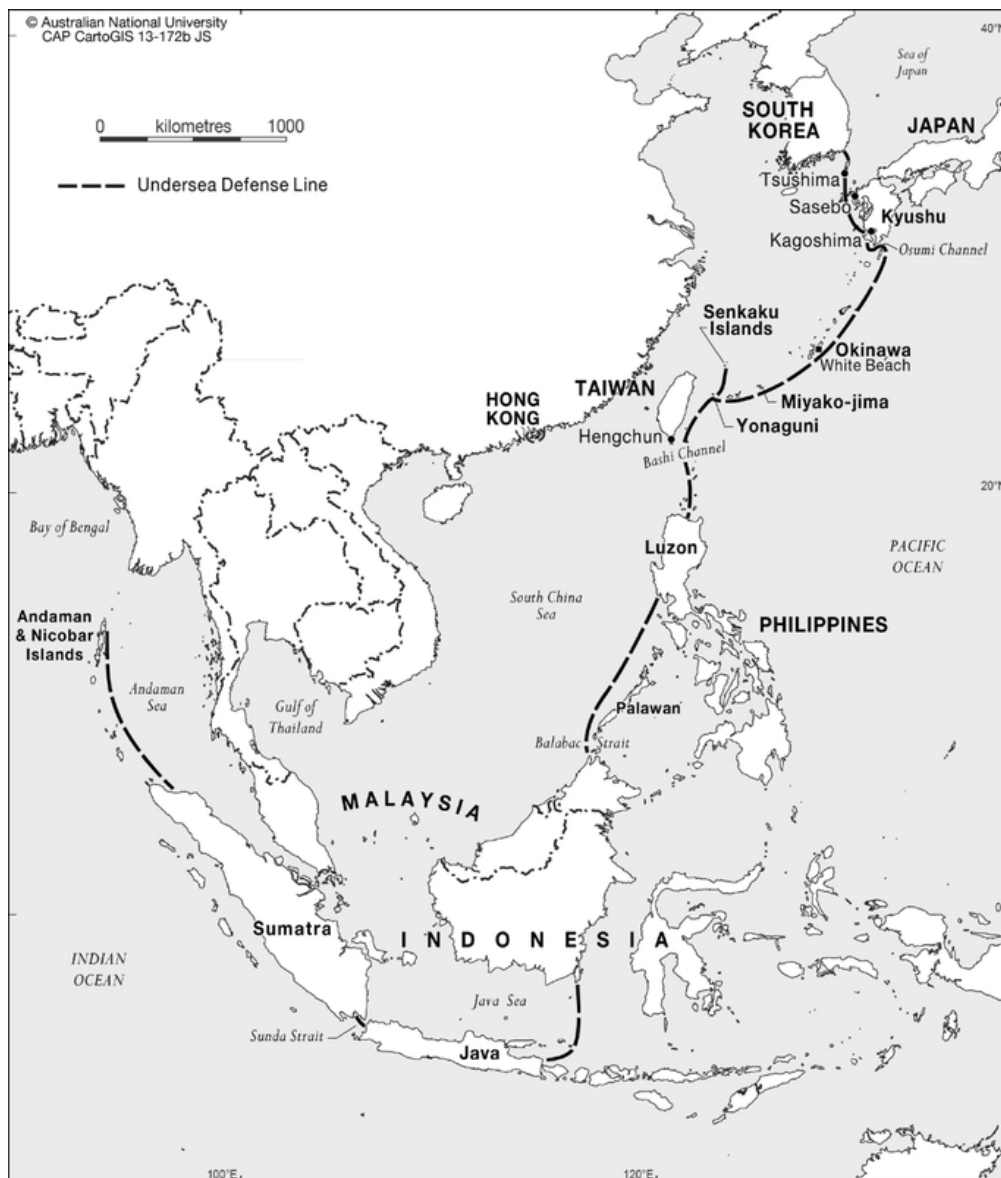 © Australian National University
CAP CartoGIS 13-172b JS
40°N
Sea of
Japan
0 kilometres 1000
SOUTH
KOREA
JAPAN
Undersea Defense Line
Tsushima
Sasebo
Kyushu
Kagoshima
Osumi Channel
Senkaku
Islands
Okinawa
White Beach
TAIWAN
HONG
KONG
Miyako-jima
Yonaguni
Hengchun
Bashi Channel
20°N
Bay of Bengal
Luzon
PACIFIC
OCEAN
South China
Sea
Andaman
& Nicobar
Islands
PHILIPPINES
Andaman
Sea
Gulf of
Thailand
Palawan
Balabac Strait
MALAYSIA
Sumatra
INDONESIA
INDIAN
OCEAN
Java Sea
Sunda Strait
Java
100°E
120°E